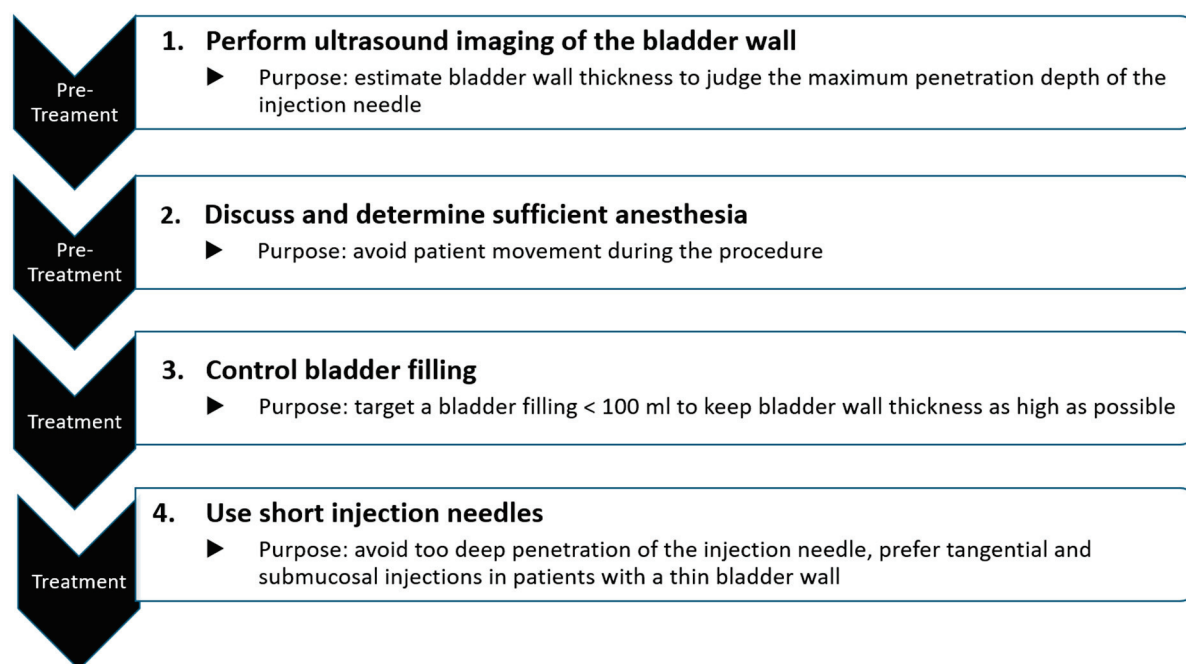 Pre-
Treament
1. Perform ultrasound imaging of the bladder wall
▶ Purpose: estimate bladder wall thickness to judge the maximum penetration depth of the
injection needle
Pre-
Treatment
2. Discuss and determine sufficient anesthesia
▶ Purpose: avoid patient movement during the procedure
Treatment
3. Control bladder filling
▶ Purpose: target a bladder filling < 100 ml to keep bladder wall thickness as high as possible
Treatment
4. Use short injection needles
▶ Purpose: avoid too deep penetration of the injection needle, prefer tangential and
submucosal injections in patients with a thin bladder wall